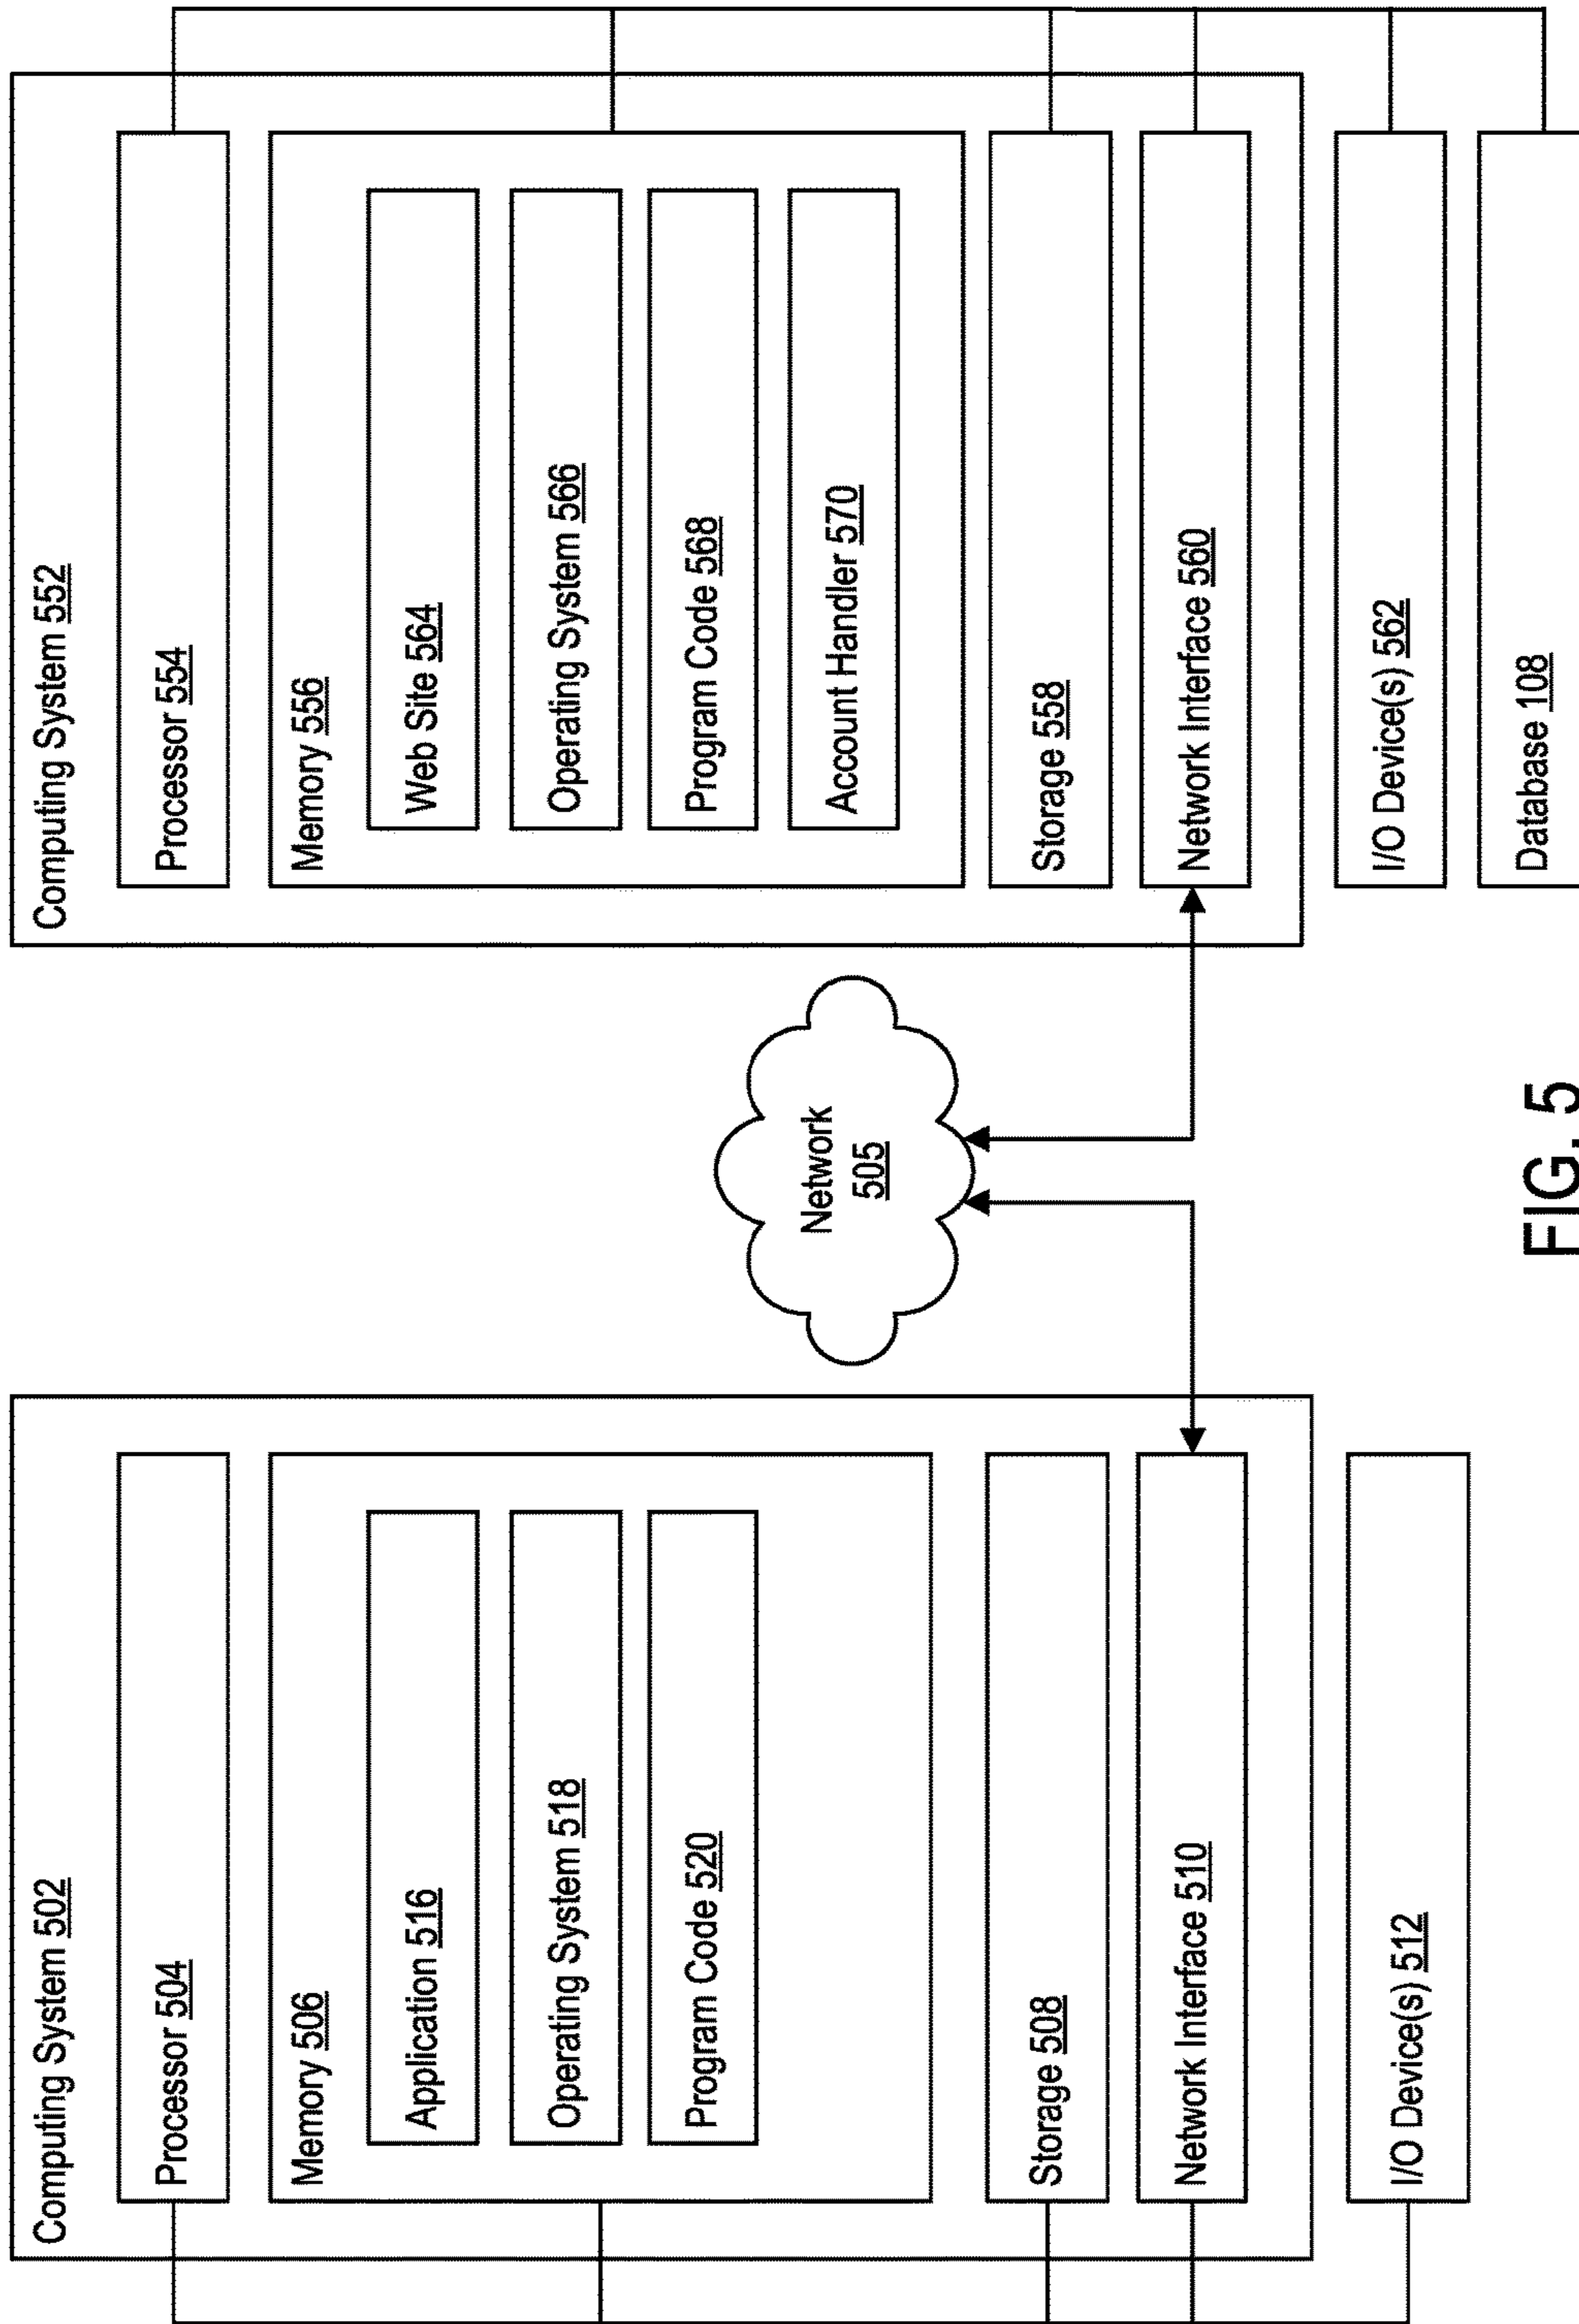 Computing System 502
Processor 504
Memory 506
Application 516
Operating System 518
Program Code 520
Storage 508
Network Interface 510
I/O Device(s) 512
Network
505
Computing System 552
Processor 554
Memory 556
Web Site 564
Operating System 566
Program Code 568
Account Handler 570
Storage 558
Network Interface 560
I/O Device(s) 562
Database 108
FIG. 5